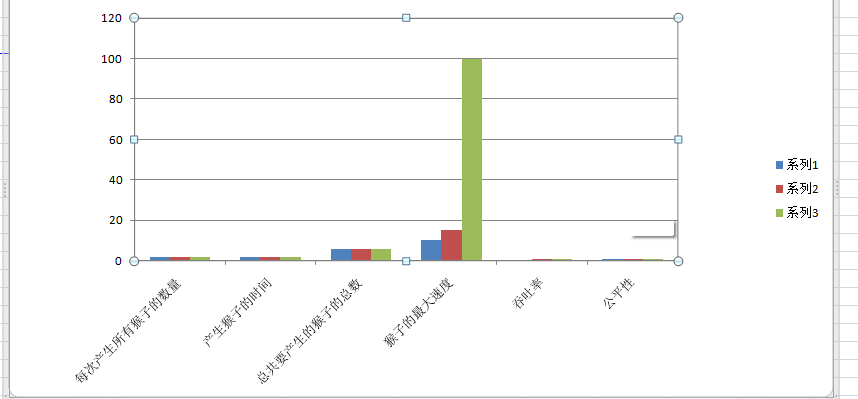 120
100
80
60
40
20
0
每次产生所有猴子的数量
产生猴子的时间
总共要产生的猴子的总数
猴子的最大速度
吞吐率
公平性
系列1
系列2
系列3